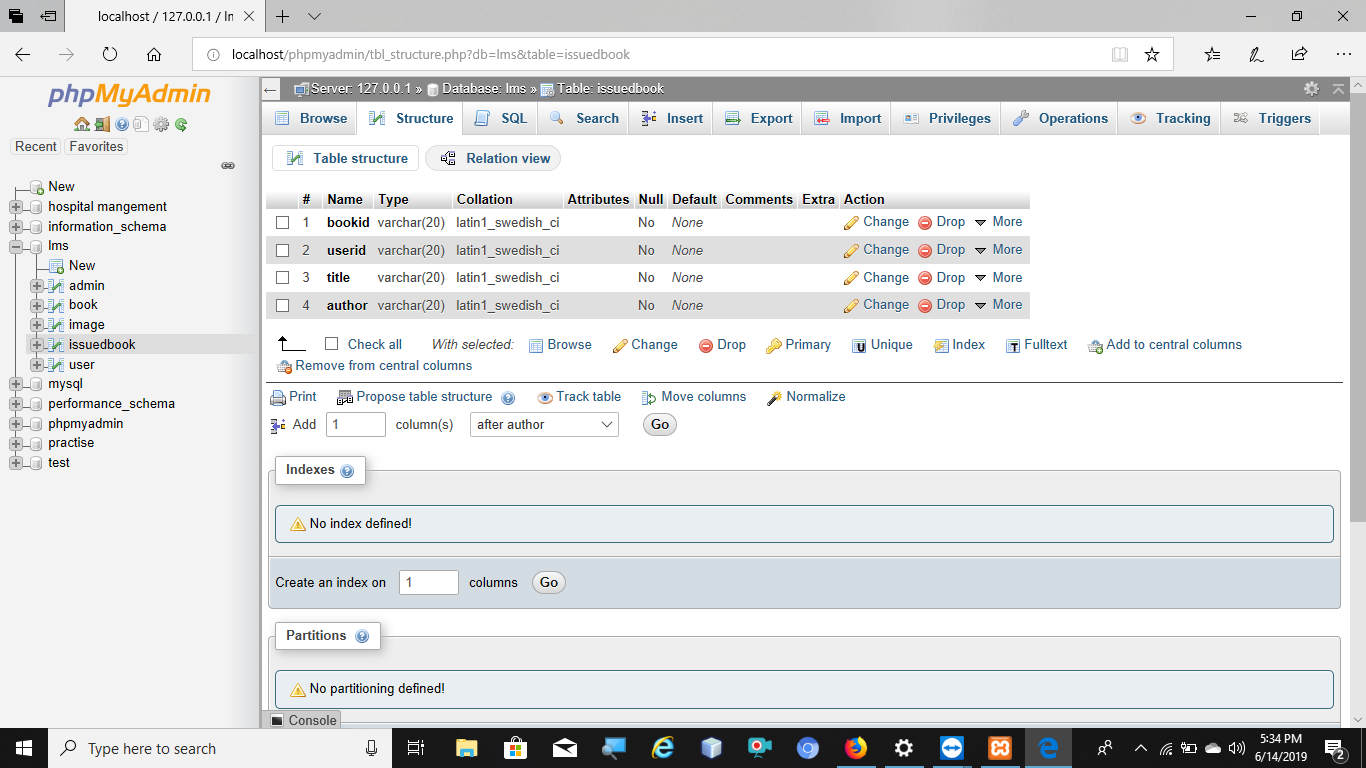 localhost / 127.0.0.1 / In
localhost/phpmyadmin/tbl_structure.php?db=lms&table=issuedbook
phpMyAdmin
Recent Favorites
New
hospital mangement
information_schema
lms
New
admin
book
image
issuedbook
user
mysql
performance_schema
phpmyadmin
practise
test
Server: 127.0.0.1 » Database: lms » Table: issuedbook
Browse Structure SQL Search Insert Export Import Privileges Operations Tracking Triggers
Table structure Relation view
# Name Type Collation Attributes Null Default Comments Extra Action
1 bookid varchar(20) latin1_swedish_ci No None Change Drop More
2 userid varchar(20) latin1_swedish_ci No None Change Drop More
3 title varchar(20) latin1_swedish_ci No None Change Drop More
4 author varchar(20) latin1_swedish_ci No None Change Drop More
Check all With selected: Browse Change Drop Primary Unique Index Fulltext Add to central columns
Remove from central columns
Print Propose table structure Track table Move columns Normalize
Add 1 column(s) after author Go
Indexes
No index defined!
Create an index on 1 columns Go
Partitions
No partitioning defined!
Console
Type here to search
5:34 PM
6/14/2019
2